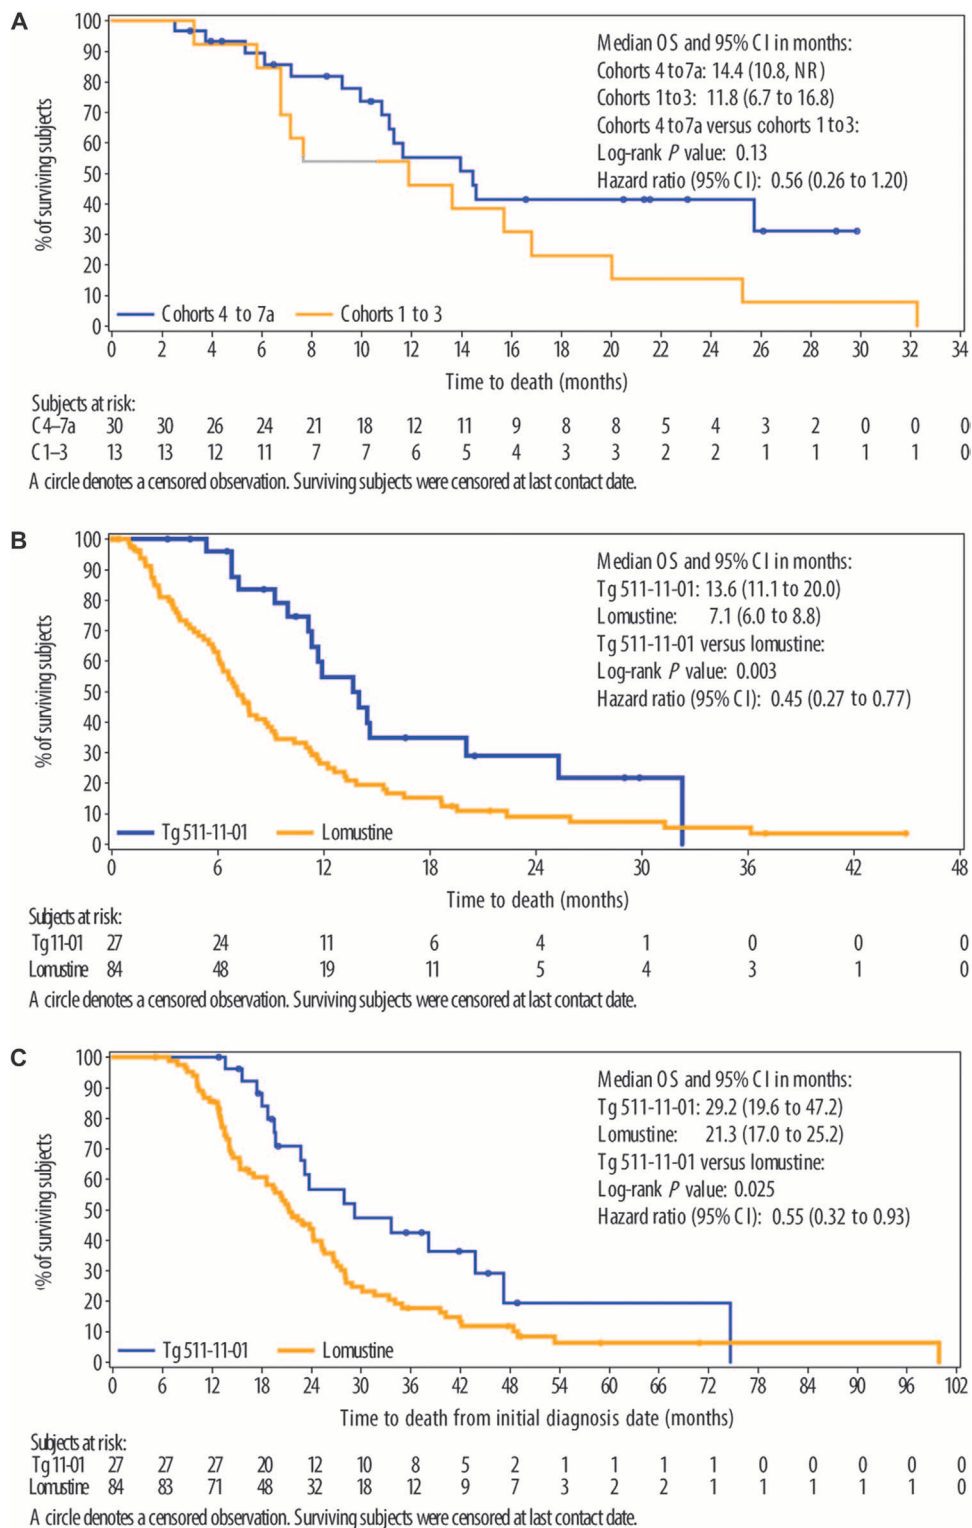 A
100
90
80
70
60
50
40
30
20
10
0
% of surviving subjects
Median OS and 95% CI in months:
Cohorts 4 to 7a: 14.4 (10.8, NR)
Cohorts 1 to 3: 11.8 (6.7 to 16.8)
Cohorts 4 to 7a versus cohorts 1 to 3:
Log-rank P value: 0.13
Hazard ratio (95% CI): 0.56 (0.26 to 1.20)
Cohorts 4 to 7a Cohorts 1 to 3
0 2 4 6 8 10 12 14 16 18 20 22 24 26 28 30 32 34
Time to death (months)
Subjects at risk:
C4–7a 30 30 26 24 21 18 12 11 9 8 8 5 4 3 2 0 0 0
C1–3 13 13 12 11 7 7 6 5 4 3 3 2 2 1 1 1 1 0
A circle denotes a censored observation. Surviving subjects were censored at last contact date.
B
100
90
80
70
60
50
40
30
20
10
0
% of surviving subjects
Median OS and 95% CI in months:
Tg 511-11-01: 13.6 (11.1 to 20.0)
Lomustine: 7.1 (6.0 to 8.8)
Tg 511-11-01 versus lomustine:
Log-rank P value: 0.003
Hazard ratio (95% CI): 0.45 (0.27 to 0.77)
Tg 511-11-01 Lomustine
0 6 12 18 24 30 36 42 48
Time to death (months)
Subjects at risk:
Tg 11-01 27 24 11 6 4 1 0 0 0
Lomustine 84 48 19 11 5 4 3 1 0
A circle denotes a censored observation. Surviving subjects were censored at last contact date.
C
100
90
80
70
60
50
40
30
20
10
0
% of surviving subjects
Median OS and 95% CI in months:
Tg 511-11-01: 29.2 (19.6 to 47.2)
Lomustine: 21.3 (17.0 to 25.2)
Tg 511-11-01 versus lomustine:
Log-rank P value: 0.025
Hazard ratio (95% CI): 0.55 (0.32 to 0.93)
Tg 511-11-01 Lomustine
0 6 12 18 24 30 36 42 48 54 60 66 72 78 84 90 96 102
Time to death from initial diagnosis date (months)
Subjects at risk:
Tg 11-01 27 27 27 20 12 10 8 5 2 1 1 1 1 0 0 0 0 0
Lomustine 84 83 71 48 32 18 12 9 7 3 2 2 1 1 1 1 1 0
A circle denotes a censored observation. Surviving subjects were censored at last contact date.